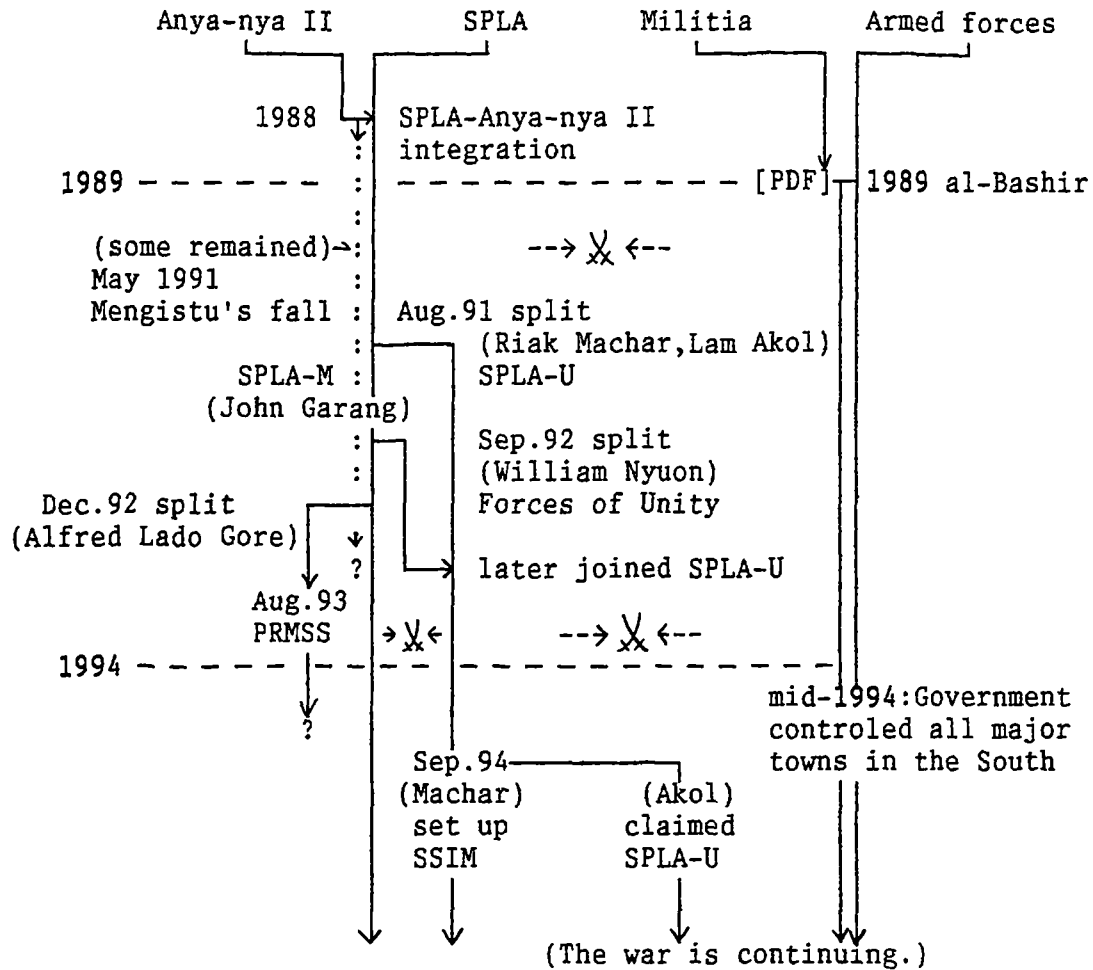 Anya-nya II SPLA Militia Armed forces
1988 SPLA-Anya-nya II
integration
1989 [PDF] 1989 al-Bashir
(some remained)
May 1991
Mengistu's fall Aug.91 split
(Riak Machar,Lam Akol)
SPLA-M SPLA-U
(John Garang)
Sep.92 split
(William Nyuon)
Dec.92 split Forces of Unity
(Alfred Lado Gore)
? later joined SPLA-U
Aug.93
PRMSS
1994
mid-1994:Government
? controled all major
towns in the South
Sep.94
(Machar) (Akol)
set up claimed
SSIM SPLA-U
(The war is continuing.)